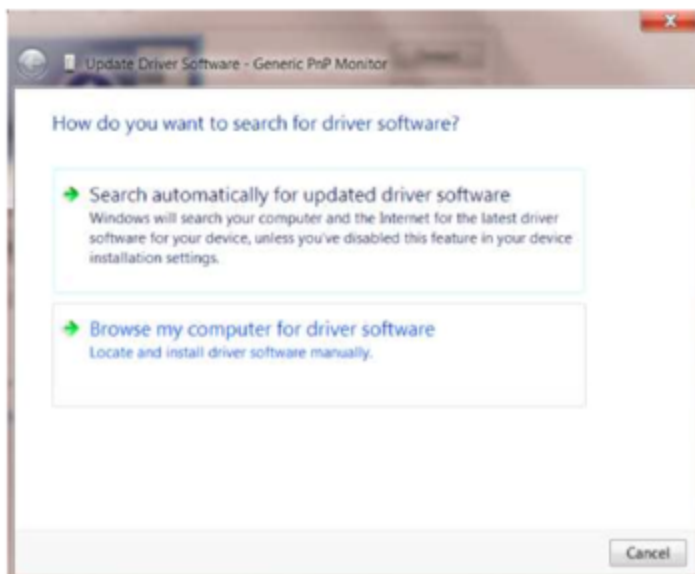 Update Driver Software - Generic PnP Monitor
How do you want to search for driver software?
Search automatically for updated driver software
Windows will search your computer and the Internet for the latest driver
software for your device, unless you've disabled this feature in your device
installation settings.
Browse my computer for driver software
Locate and install driver software manually.
Cancel